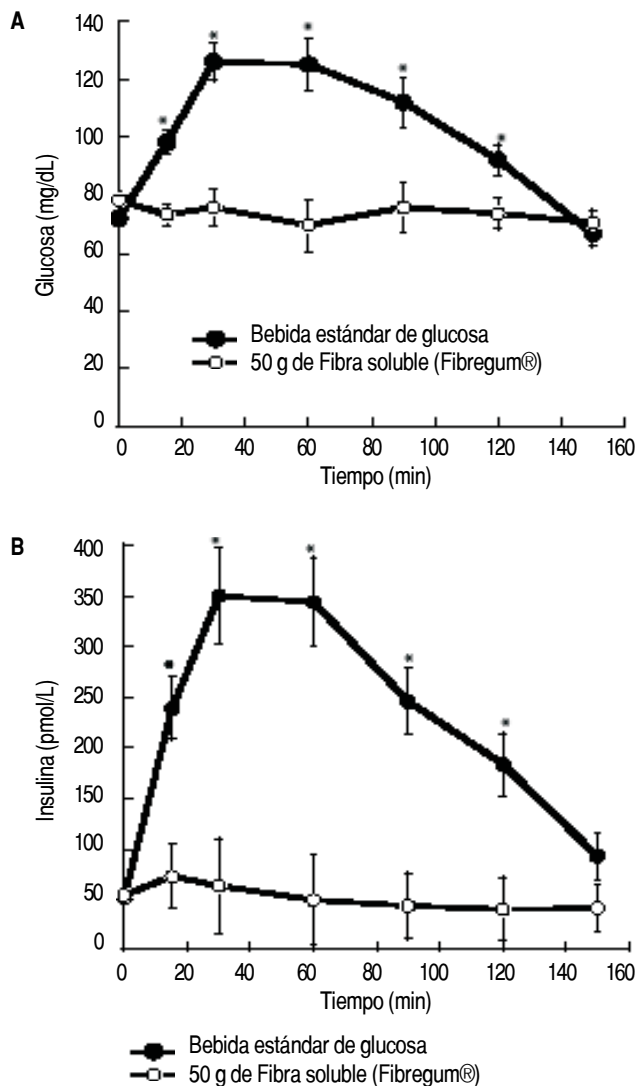 A
140
120
100
80
60
40
20
0
Glucosa (mg/dL)
Bebida estándar de glucosa
50 g de Fibra soluble (Fibregum®)
0 20 40 60 80 100 120 140 160
Tiempo (min)
B
400
350
300
250
200
150
100
50
0
Insulina (pmol/L)
0 20 40 60 80 100 120 140 160
Tiempo (min)
Bebida estándar de glucosa
50 g de Fibra soluble (Fibregum®)